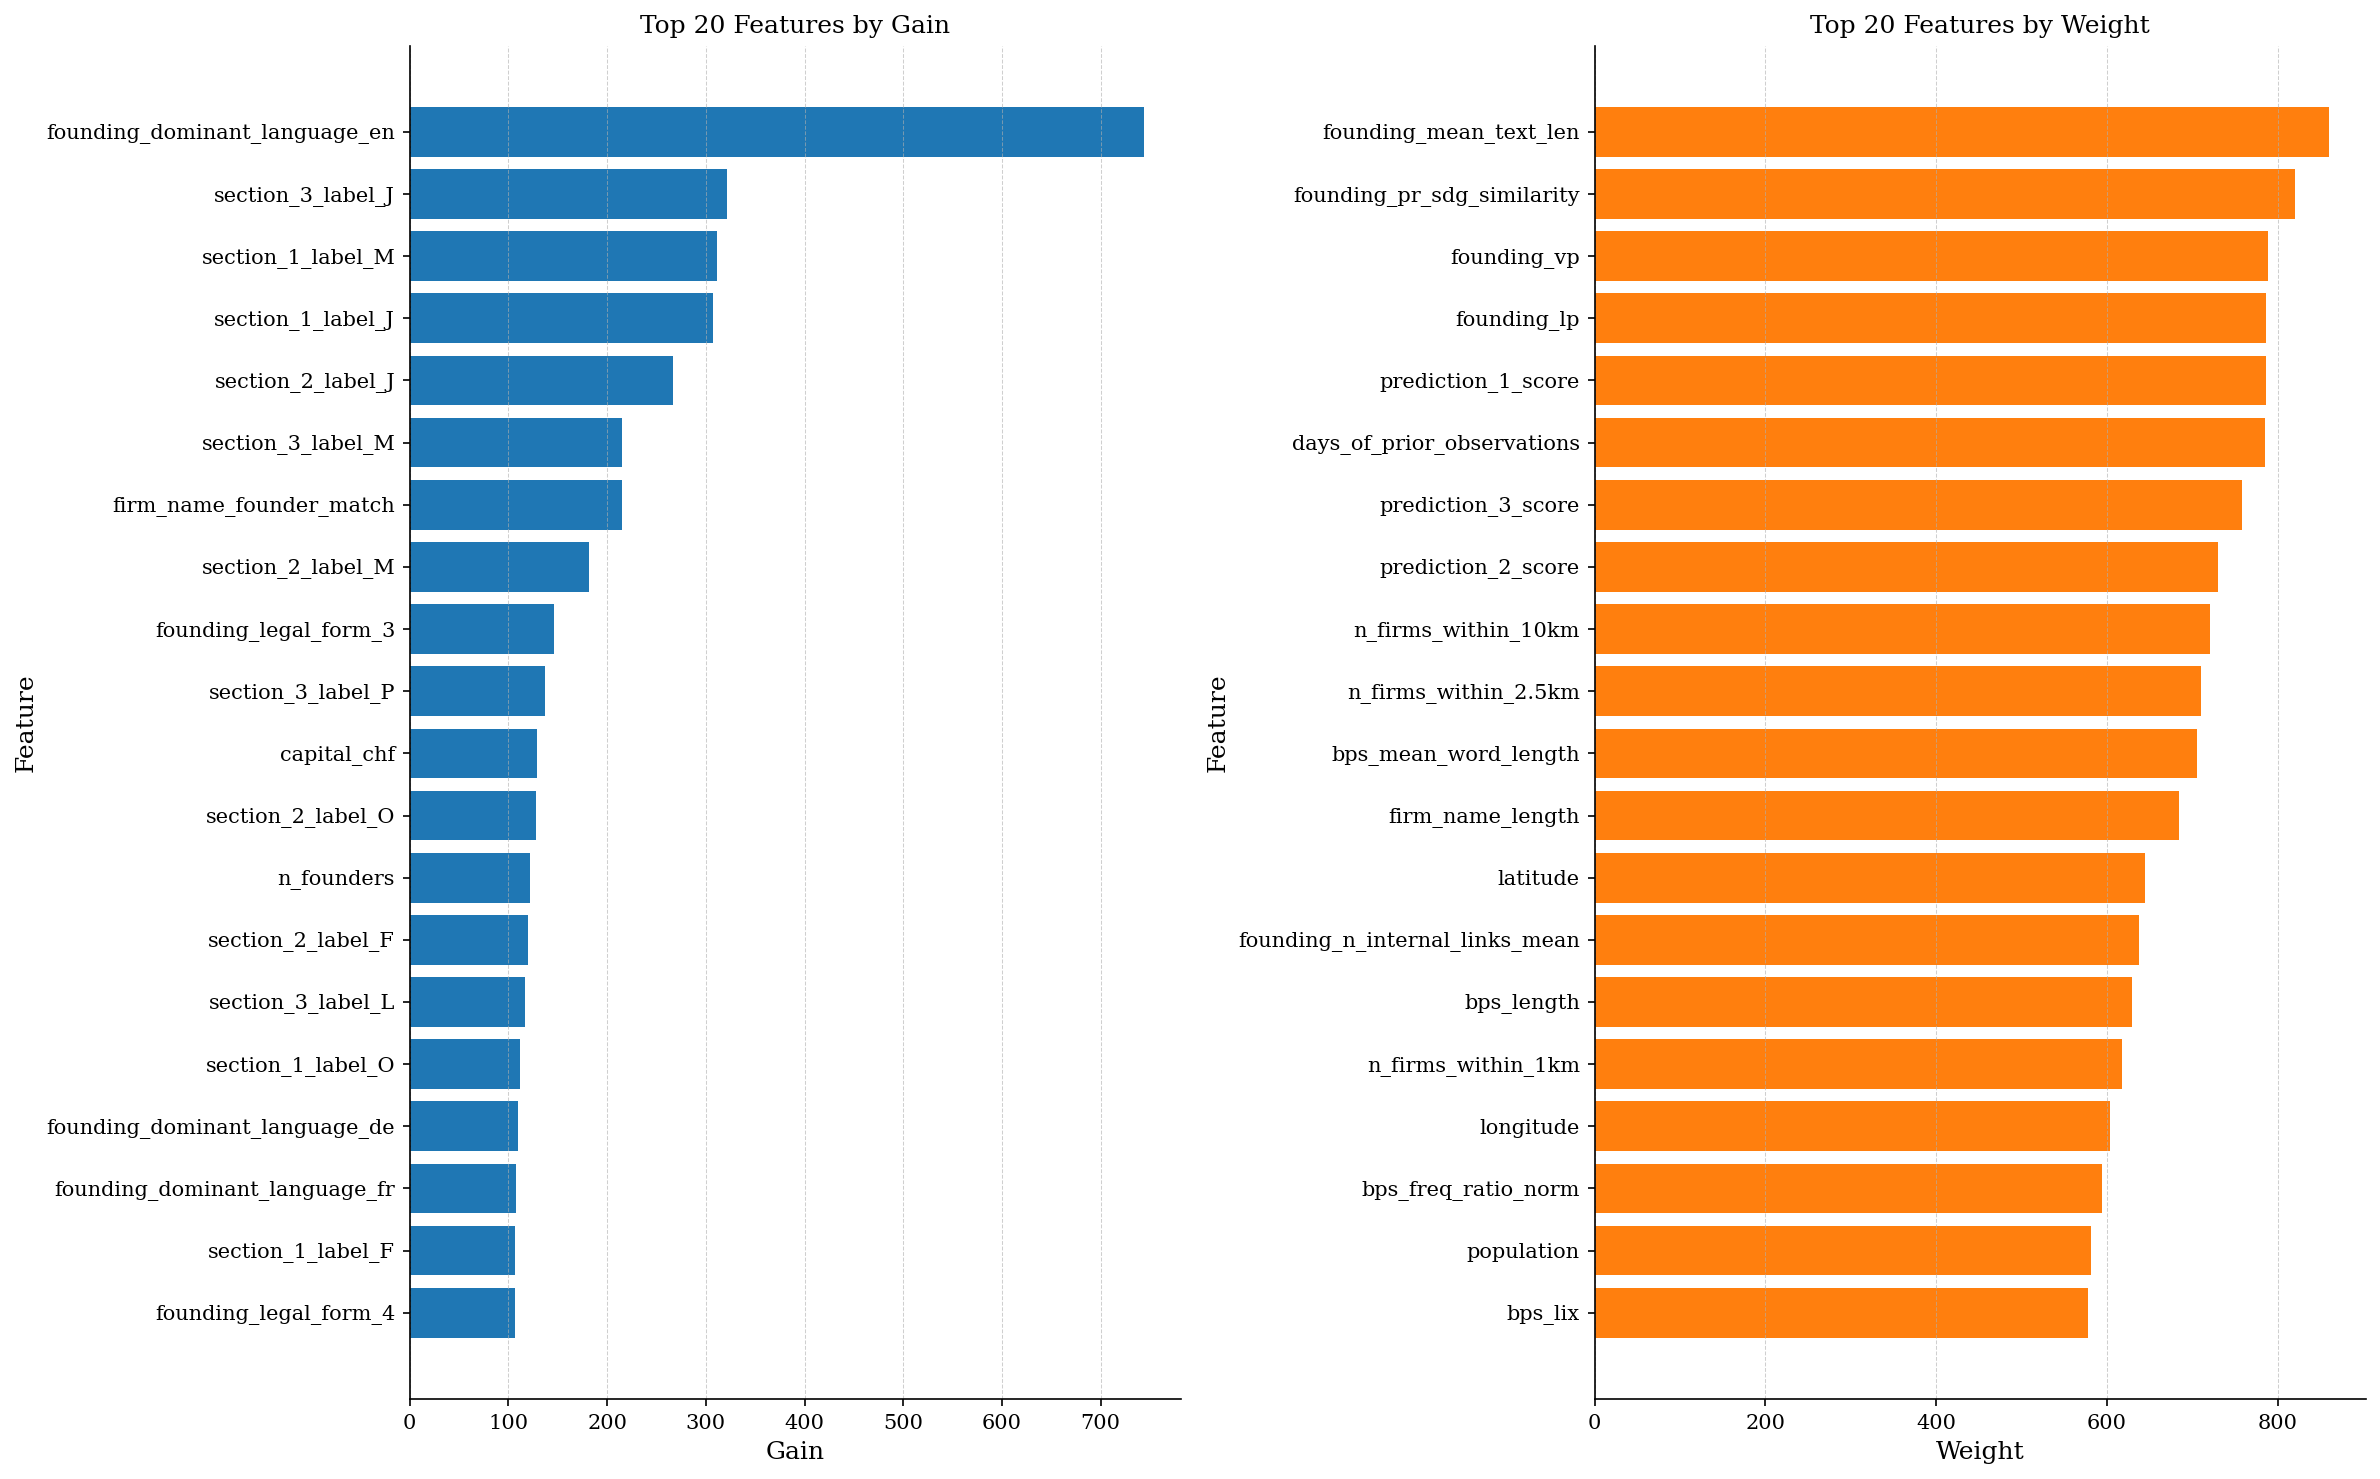 Top 20 Features by Gain
founding_dominant_language_en
section_3_label_J
section_1_label_M
section_1_label_J
section_2_label_J
section_3_label_M
firm_name_founder_match
section_2_label_M
founding_legal_form_3
section_3_label_P
capital_chf
section_2_label_O
n_founders
section_2_label_F
section_3_label_L
section_1_label_O
founding_dominant_language_de
founding_dominant_language_fr
section_1_label_F
founding_legal_form_4
Feature
0 100 200 300 400 500 600 700
Gain
Top 20 Features by Weight
founding_mean_text_len
founding_pr_sdg_similarity
founding_vp
founding_lp
prediction_1_score
days_of_prior_observations
prediction_3_score
prediction_2_score
n_firms_within_10km
n_firms_within_2.5km
bps_mean_word_length
firm_name_length
latitude
founding_n_internal_links_mean
bps_length
n_firms_within_1km
longitude
bps_freq_ratio_norm
population
bps_lix
Feature
0 200 400 600 800
Weight